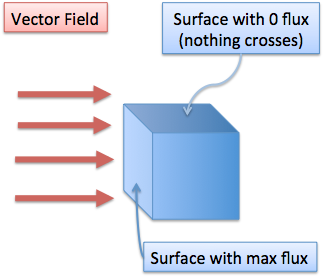 Vector Field
Surface with 0 flux
(nothing crosses)
Surface with max flux